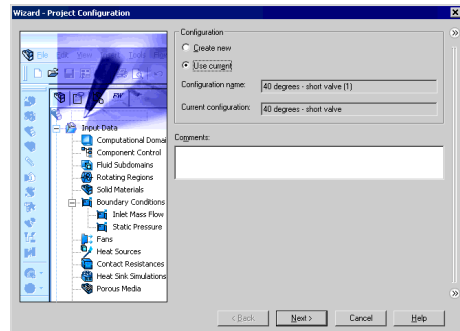 Wizard - Project Configuration
File Edit View Tools
Input Data
Computational Domai
Component Control
Fluid Subdomains
Rotating Regions
Solid Materials
Boundary Conditions
Inlet Mass Flow
Static Pressure
Fans
Heat Sources
Contact Resistances
Heat Sink Simulations
Porous Media
Configuration
Create new
Use current
Configuration name: 40 degrees - short valve (1)
Current configuration: 40 degrees - short valve
Comments:
< Back Next > Cancel Help